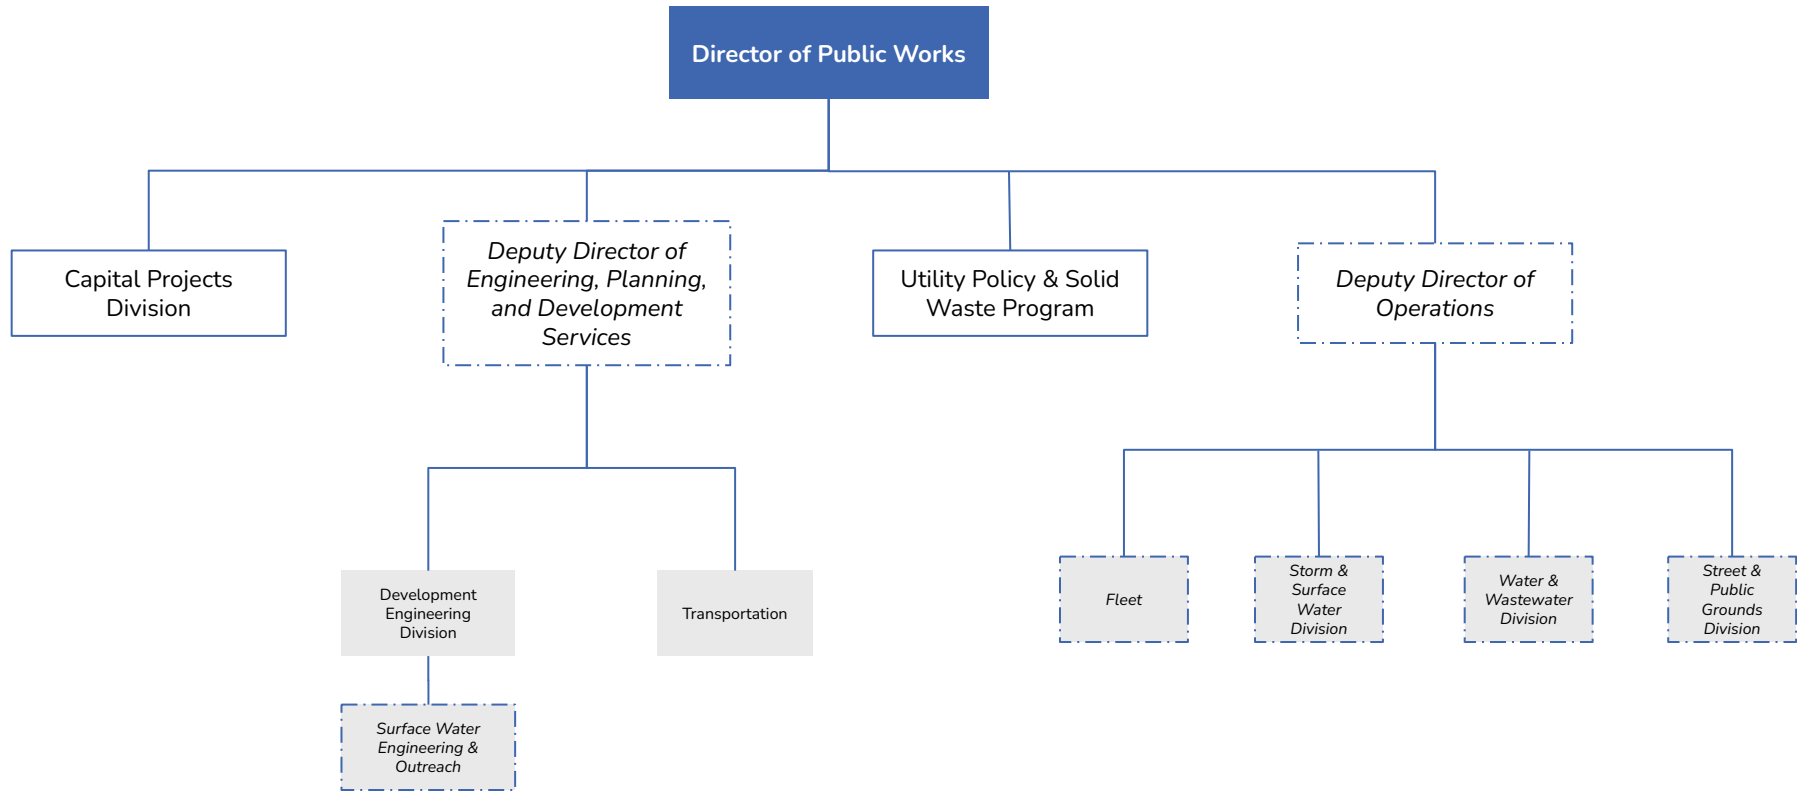 Director of Public Works
Capital Projects
Division
Deputy Director of
Engineering, Planning,
and Development
Services
Utility Policy & Solid
Waste Program
Deputy Director of
Operations
Development
Engineering
Division
Transportation
Fleet
Storm &
Surface
Water
Division
Water &
Wastewater
Division
Street &
Public
Grounds
Division
Surface Water
Engineering &
Outreach